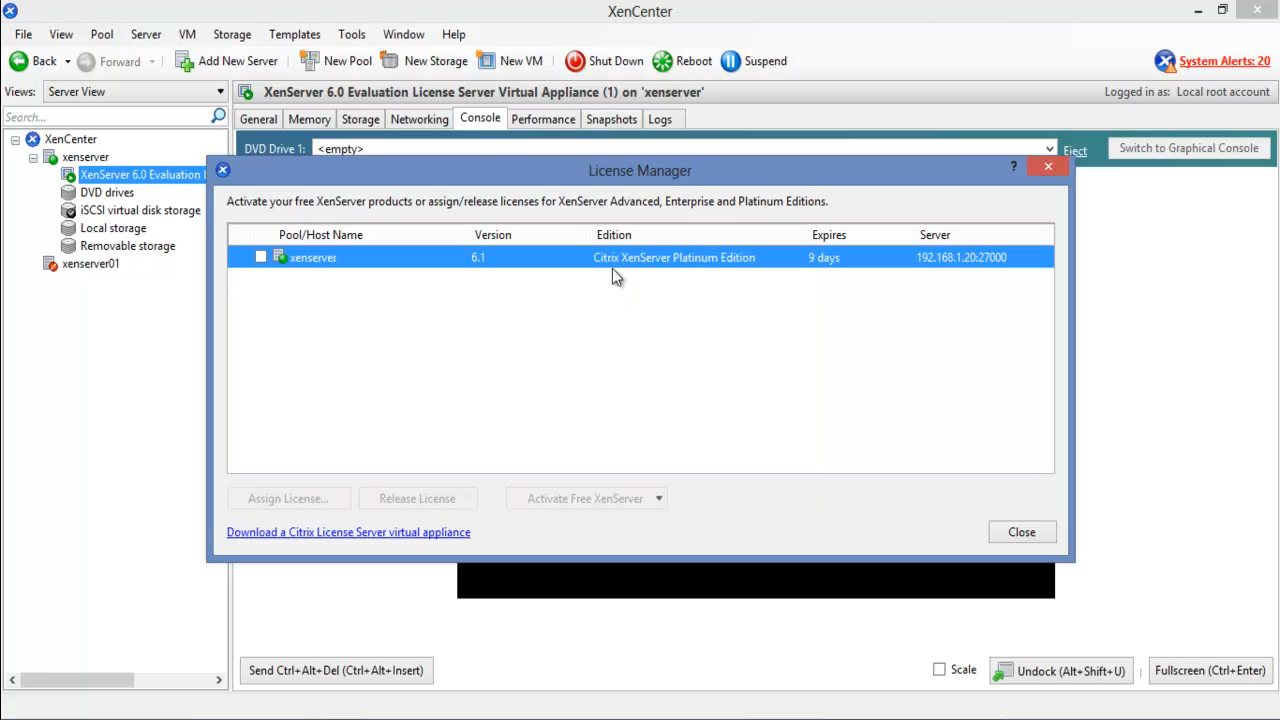 XenCenter
File View Pool Server VM Storage Templates Tools Window Help
Back Forward Add New Server New Pool New Storage New VM Shut Down Reboot Suspend System Alerts: 20
Views: Server View
XenServer 6.0 Evaluation License Server Virtual Appliance (1) on 'xenserver' Logged in as: Local root account
Search...
General Memory Storage Networking Console Performance Snapshots Logs
XenCenter
xenserver
XenServer 6.0 Evaluation
DVD drives
iSCSI virtual disk storage
Local storage
Removable storage
xenserver01
DVD Drive 1: <empty> Eject Switch to Graphical Console
License Manager ?
Activate your free XenServer products or assign/release licenses for XenServer Advanced, Enterprise and Platinum Editions.
Pool/Host Name Version Edition Expires Server
xenserver 6.1 Citrix XenServer Platinum Edition 9 days 192.168.1.20:27000
Assign License... Release License Activate Free XenServer
Download a Citrix License Server virtual appliance Close
Send Ctrl+Alt+Del (Ctrl+Alt+Insert) Scale Undock (Alt+Shift+U) Fullscreen (Ctrl+Enter)